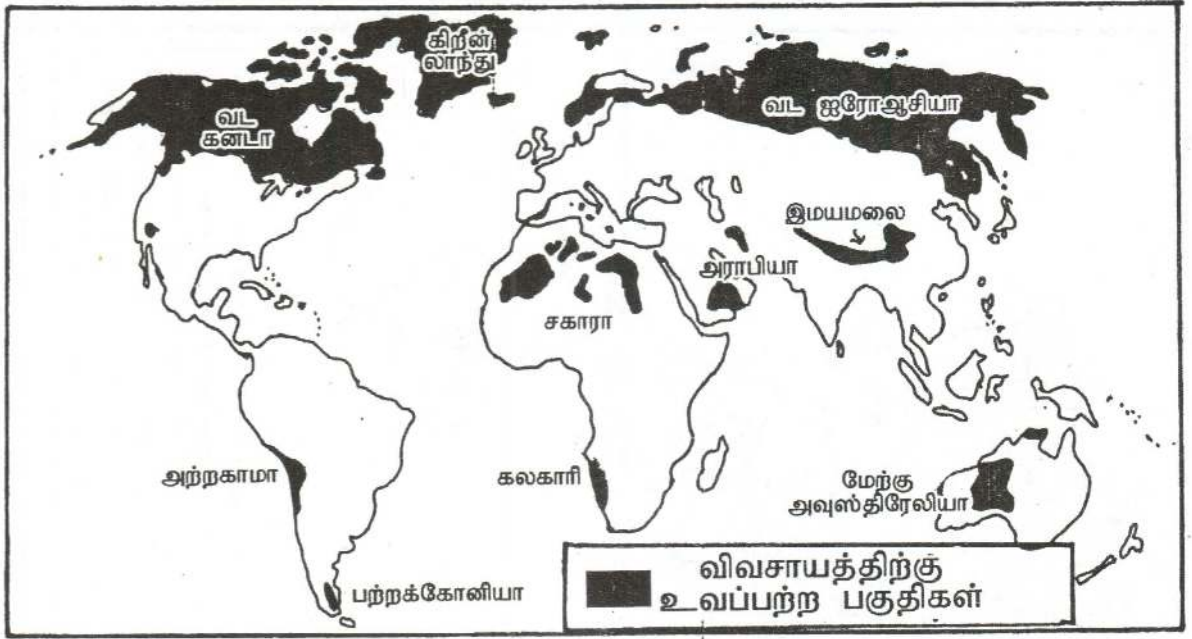 கிறீன்
லாந்து
வட
கனடா
வட ஐரோஆசியா
இமயமலை
அராபியா
சகாரா
அற்றகாமா
கலகாரி
மேற்கு
அவுஸ்திரேலியா
பற்றக்கோனியா
விவசாயத்திற்கு
உவப்பற்ற பகுதிகள்